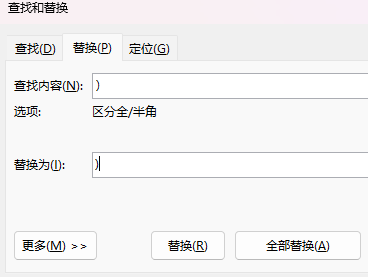 查找和替换
查找(D) 替换(P) 定位(G)
查找内容(N): ）
选项: 区分全/半角
替换为(I): )
更多(M) >> 替换(R) 全部替换(A)